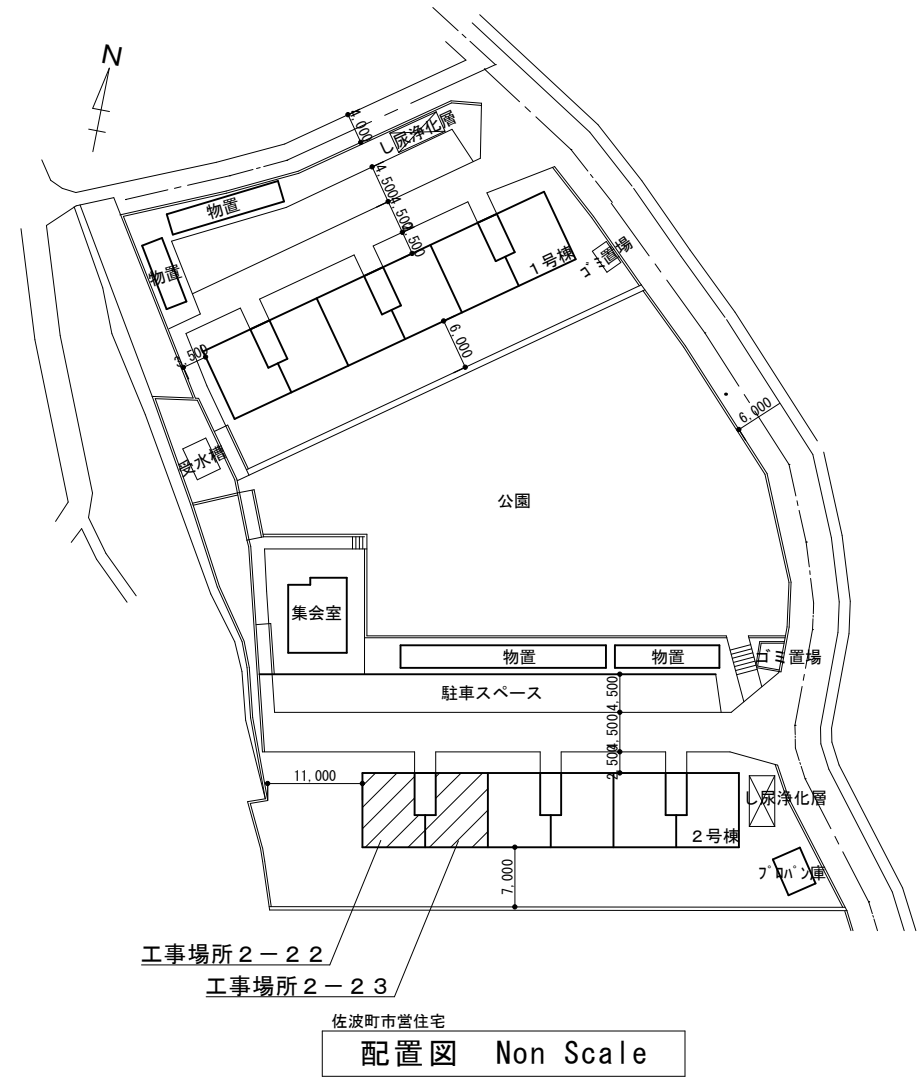 N
4,000
し尿浄化層
物置
4,500
4,500
2,500
物置
1号棟
ゴミ置場
3,500
6,000
6,000
受水槽
公園
集会室
物置
物置
ゴミ置場
駐車スペース
4,500
4,500
2,500
11,000
し尿浄化層
2号棟
プロパン庫
7,000
工事場所2-22
工事場所2-23
佐波町市営住宅
配置図 Non Scale